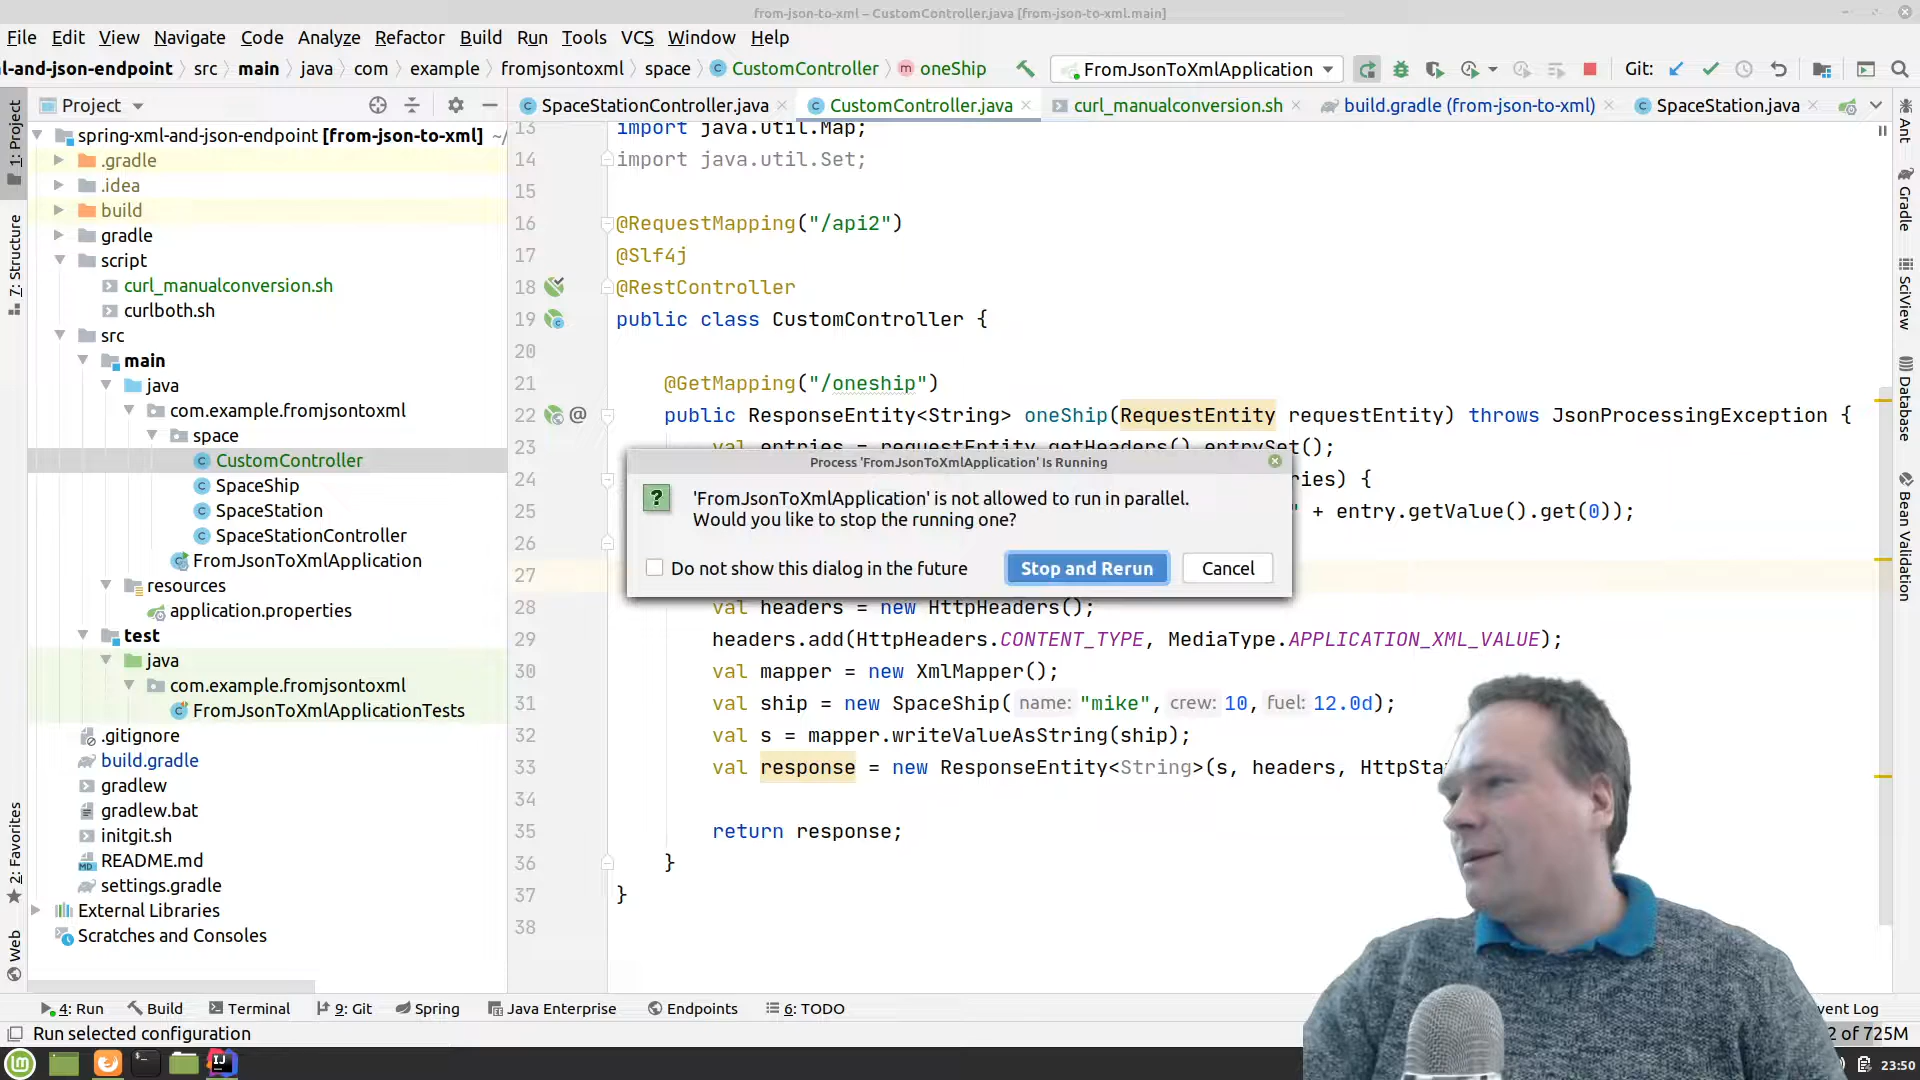 from-json-to-xml – CustomController.java [from-json-to-xml.main]
File Edit View Navigate Code Analyze Refactor Build Run Tools VCS Window Help
l-and-json-endpoint src main java com example fromjsontoxml space CustomController oneShip FromJsonToXmlApplication Git:
Project
SpaceStationController.java CustomController.java curl_manualconversion.sh build.gradle (from-json-to-xml) SpaceStation.java
1: Project
7: Structure
2: Favorites
Web
spring-xml-and-json-endpoint [from-json-to-xml] ~/
.gradle
.idea
build
gradle
script
curl_manualconversion.sh
curlboth.sh
src
main
java
com.example.fromjsontoxml
space
CustomController
SpaceShip
SpaceStation
SpaceStationController
FromJsonToXmlApplication
resources
application.properties
test
java
com.example.fromjsontoxml
FromJsonToXmlApplicationTests
.gitignore
build.gradle
gradlew
gradlew.bat
initgit.sh
README.md
settings.gradle
External Libraries
Scratches and Consoles
13 import java.util.Map;
14 import java.util.Set;
15
16 @RequestMapping("/api2")
17 @Slf4j
18 @RestController
19 public class CustomController {
20
21 @GetMapping("/oneship")
22 public ResponseEntity<String> oneShip(RequestEntity requestEntity) throws JsonProcessingException {
23 val entries = requestEntity.getHeaders().entrySet();
24 ries) {
25 " + entry.getValue().get(0));
26
27
28 val headers = new HttpHeaders();
29 headers.add(HttpHeaders.CONTENT_TYPE, MediaType.APPLICATION_XML_VALUE);
30 val mapper = new XmlMapper();
31 val ship = new SpaceShip( name: "mike", crew: 10, fuel: 12.0d);
32 val s = mapper.writeValueAsString(ship);
33 val response = new ResponseEntity<String>(s, headers, HttpSta
34
35 return response;
36 }
37 }
38
Process 'FromJsonToXmlApplication' Is Running
'FromJsonToXmlApplication' is not allowed to run in parallel.
Would you like to stop the running one?
Do not show this dialog in the future Stop and Rerun Cancel
Ant
Gradle
SciView
Database
Bean Validation
4: Run Build Terminal 9: Git Spring Java Enterprise Endpoints 6: TODO vent Log
Run selected configuration 2 of 725M
23:50